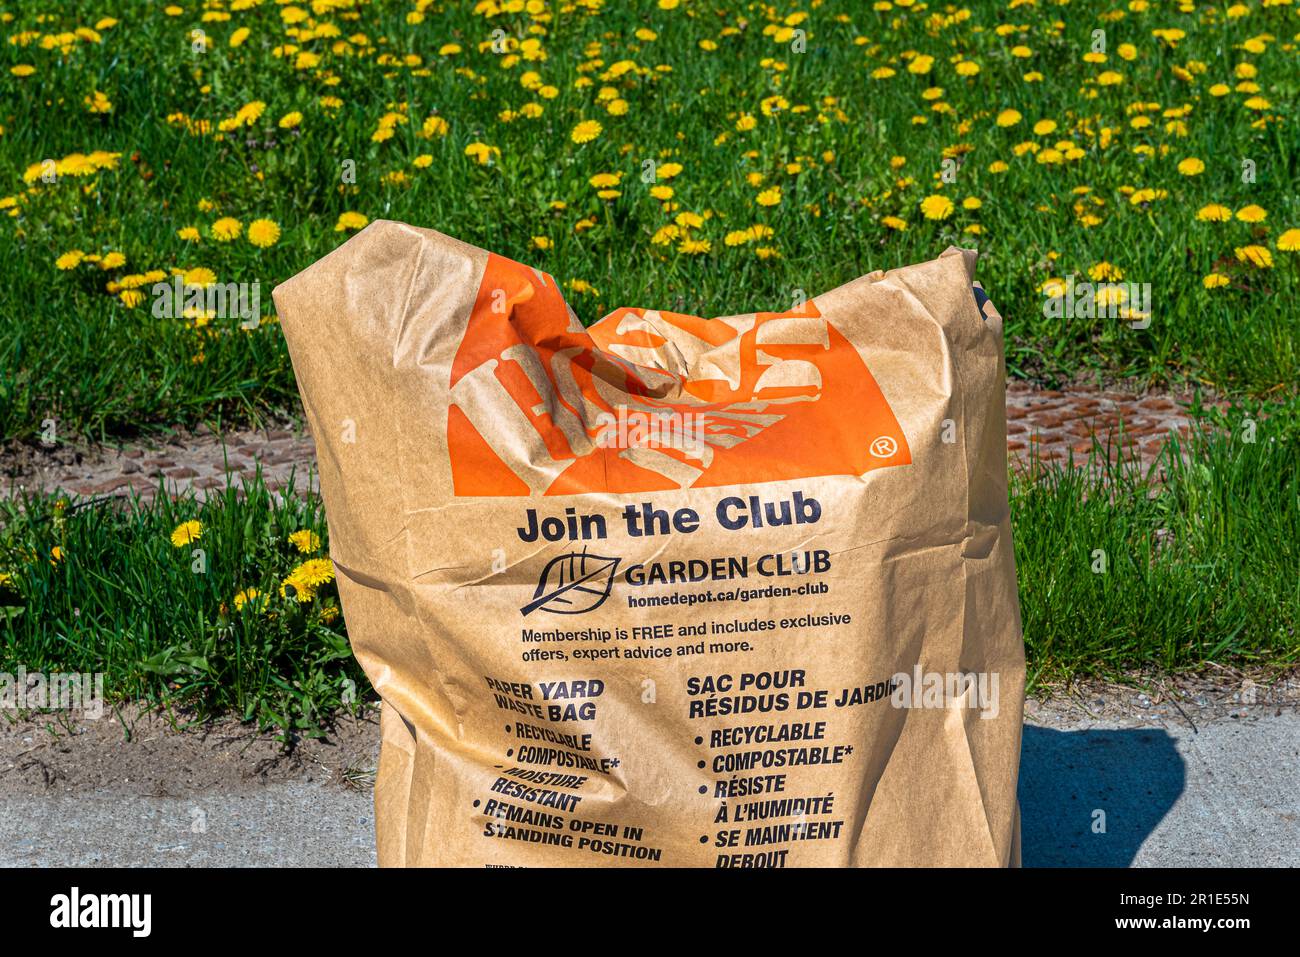 ®
Join the Club
GARDEN CLUB
homedepot.ca/garden-club
Membership is FREE and includes exclusive
offers, expert advice and more.
PAPER YARD
WASTE BAG
• RECYCLABLE
• COMPOSTABLE*
• MOISTURE
RESISTANT
• REMAINS OPEN IN
STANDING POSITION
SAC POUR
RÉSIDUS DE JARDIN
• RECYCLABLE
• COMPOSTABLE*
• RÉSISTE
À L'HUMIDITÉ
• SE MAINTIENT
DEBOUT
alamy
Image ID: 2R1E55N
www.alamy.com